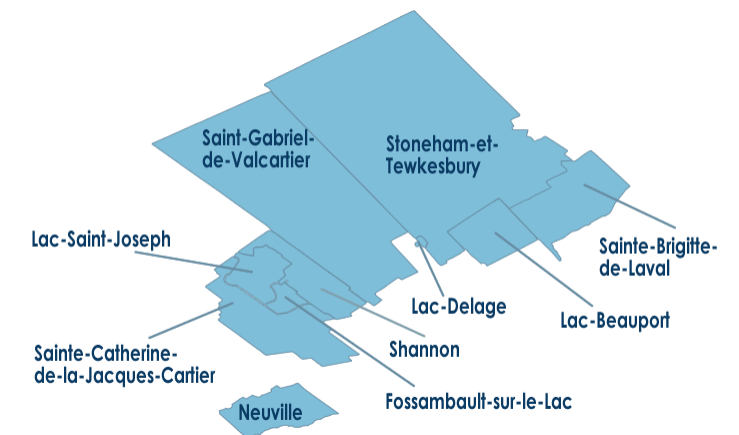 Saint-Gabriel-
de-Valcartier
Stoneham-et-
Tewkesbury
Lac-Saint-Joseph
Sainte-Brigitte-
de-Laval
Lac-Delage
Lac-Beauport
Shannon
Sainte-Catherine-
de-la-Jacques-Cartier
Fossambault-sur-le-Lac
Neuville